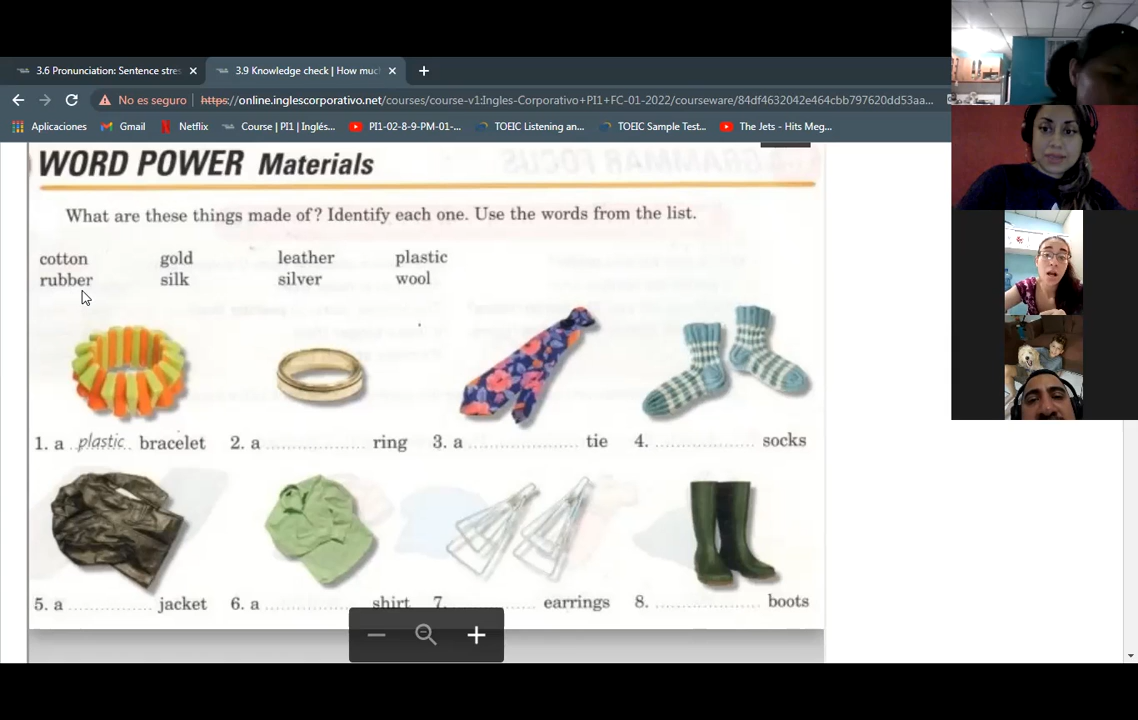 3.6 Pronunciation: Sentence stre
3.9 Knowledge check | How muc
No es seguro | https://online.inglescorporativo.net/courses/course-v1:Ingles-Corporativo+PI1+FC-01-2022/courseware/84df4632042e464cbb797620dd53aa...
Aplicaciones Gmail Netflix Course | PI1 | Inglés... PI1-02-8-9-PM-01-... TOEIC Listening an... TOEIC Sample Test... The Jets - Hits Meg...
WORD POWER Materials
What are these things made of? Identify each one. Use the words from the list.
cotton gold leather plastic
rubber silk silver wool
1. a plastic bracelet 2. a ................ ring 3. a ................ tie 4. ................ socks
5. a ................ jacket 6. a ................ shirt 7. ................ earrings 8. ................ boots